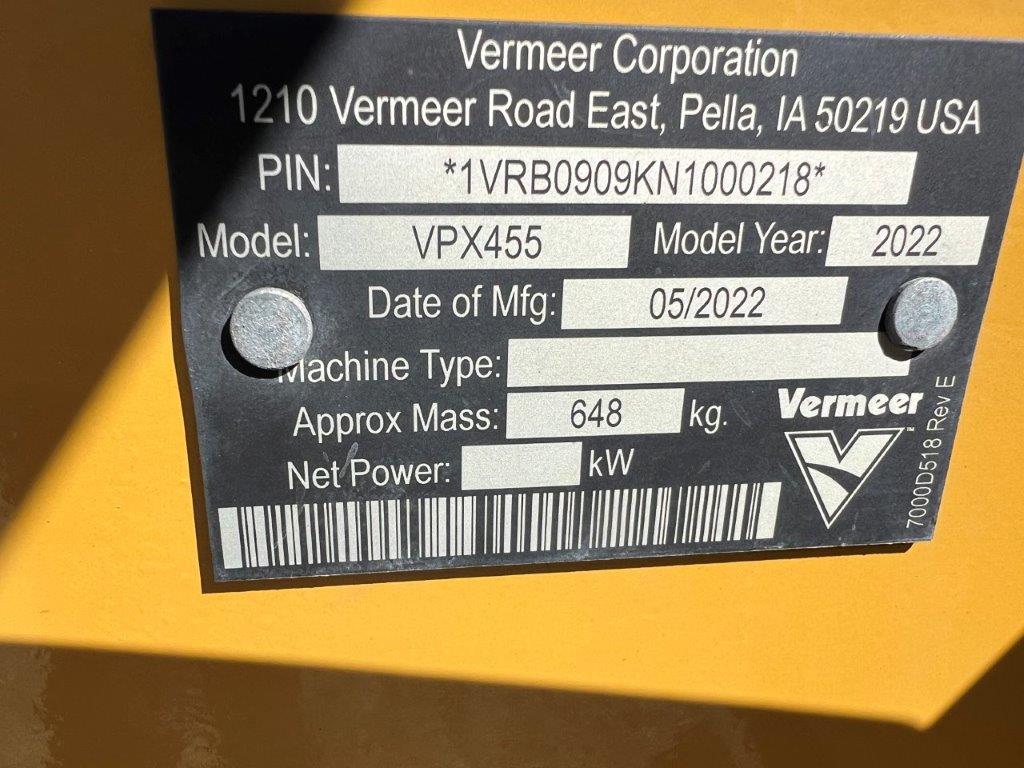 Vermeer Corporation
1210 Vermeer Road East, Pella, IA 50219 USA
PIN: *1VRB0909KN1000218*
Model: VPX455 Model Year: 2022
Date of Mfg: 05/2022
Machine Type:
Approx Mass: 648 kg.
Net Power: kW
Vermeer
™
7000D518 Rev E